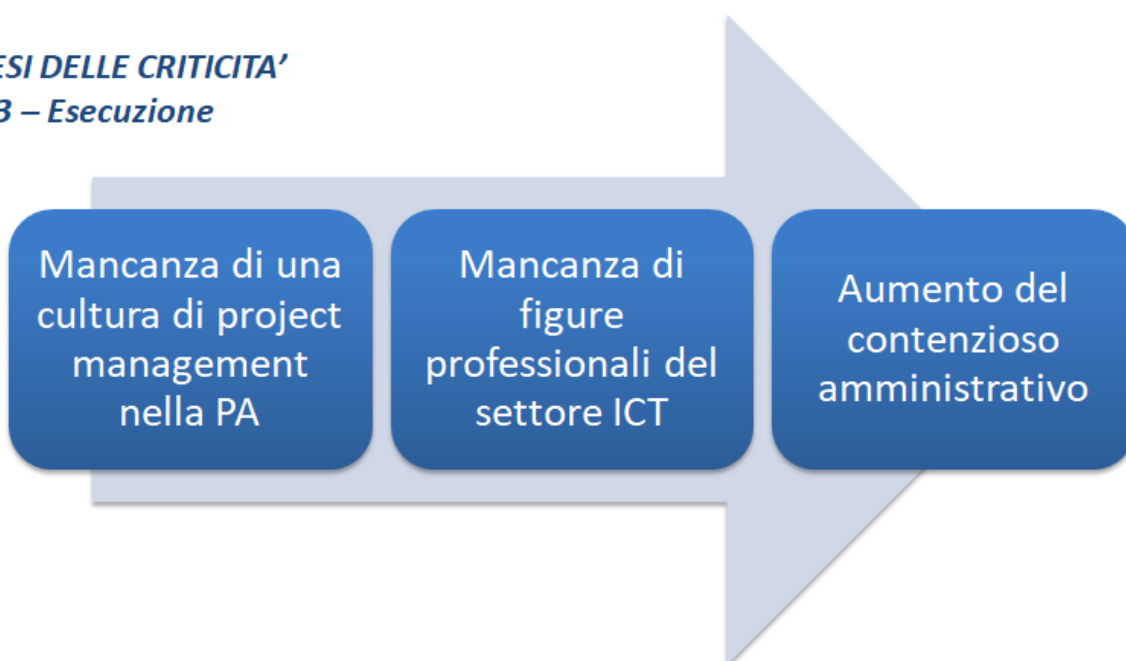 ESI DELLE CRITICITA'
3 – Esecuzione
Mancanza di una
cultura di project
management
nella PA
Mancanza di
figure
professionali del
settore ICT
Aumento del
contenzioso
amministrativo